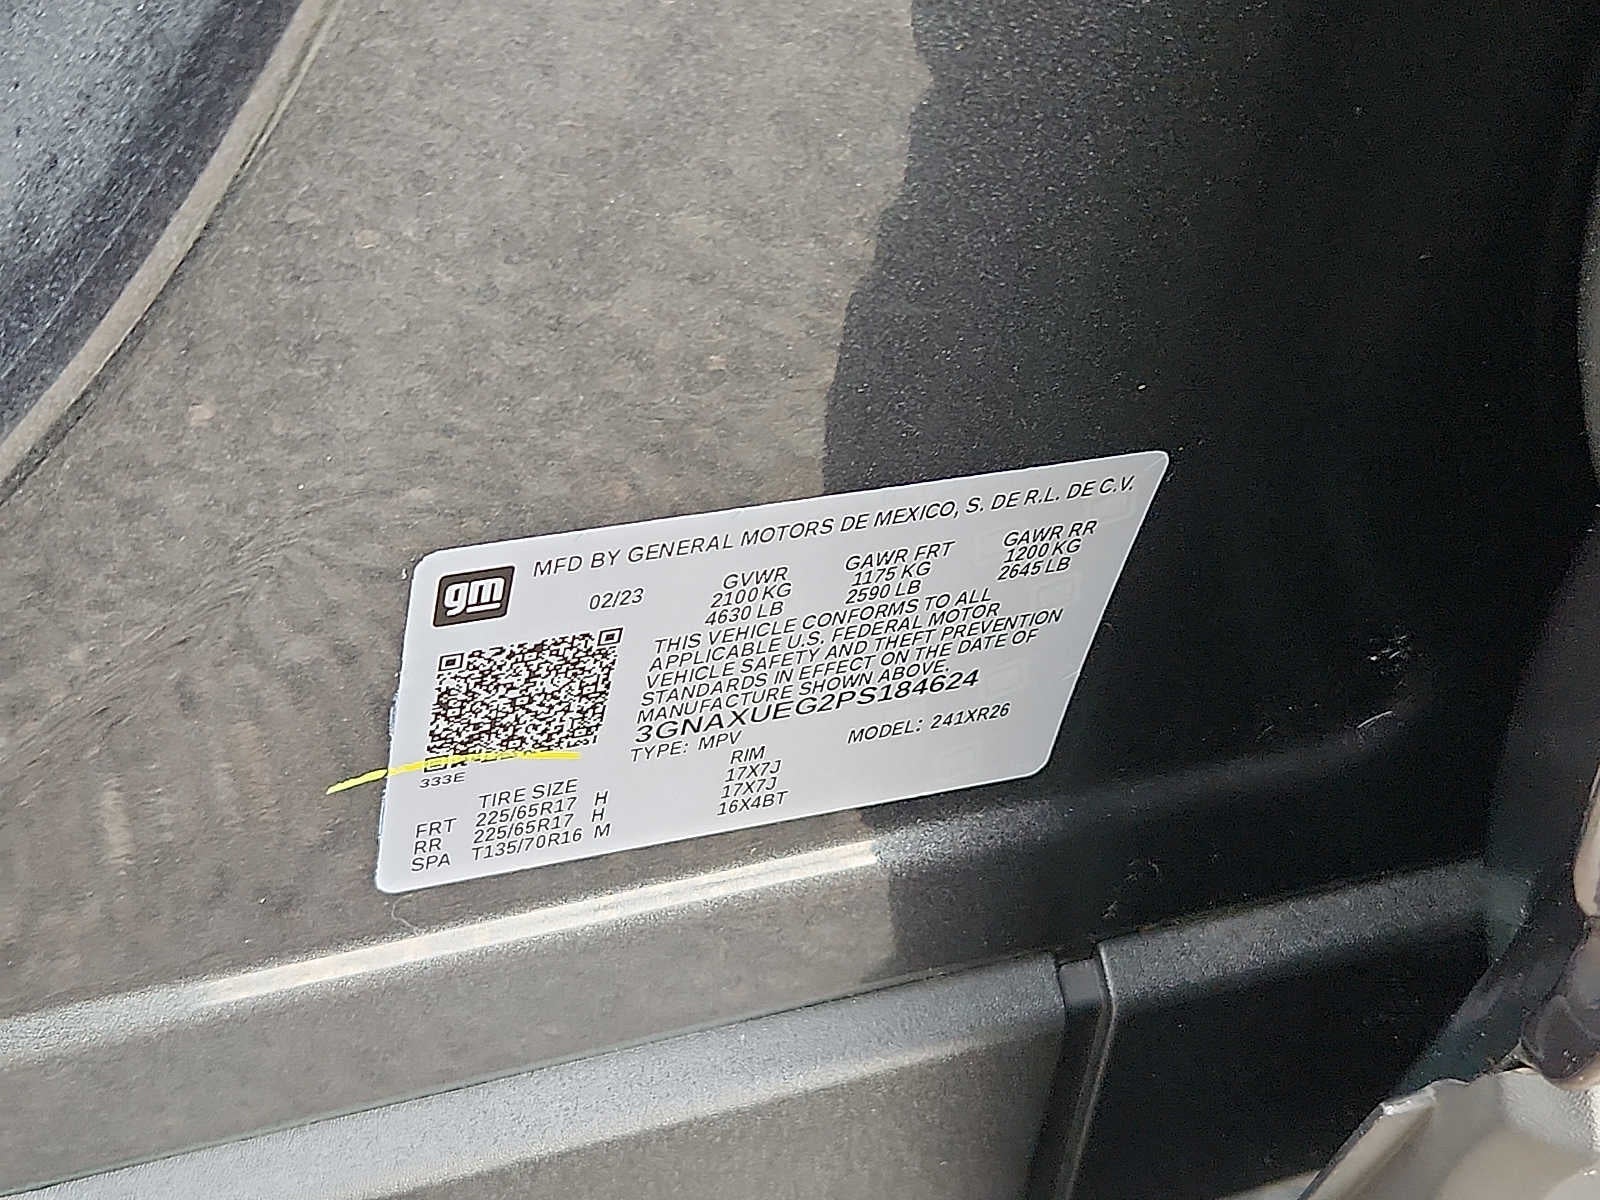 MFD BY GENERAL MOTORS DE MEXICO, S. DE R.L. DE C.V.
gm
02/23
GVWR GAWR FRT GAWR RR
2100 KG 1175 KG 1200 KG
4630 LB 2590 LB 2645 LB
THIS VEHICLE CONFORMS TO ALL
APPLICABLE U.S. FEDERAL MOTOR
VEHICLE SAFETY AND THEFT PREVENTION
STANDARDS IN EFFECT ON THE DATE OF
MANUFACTURE SHOWN ABOVE.
3GNAXUEG2PS184624
TYPE: MPV MODEL: 241XR26
333E
TIRE SIZE RIM
FRT 225/65R17 H 17X7J
RR 225/65R17 H 17X7J
SPA T135/70R16 M 16X4BT